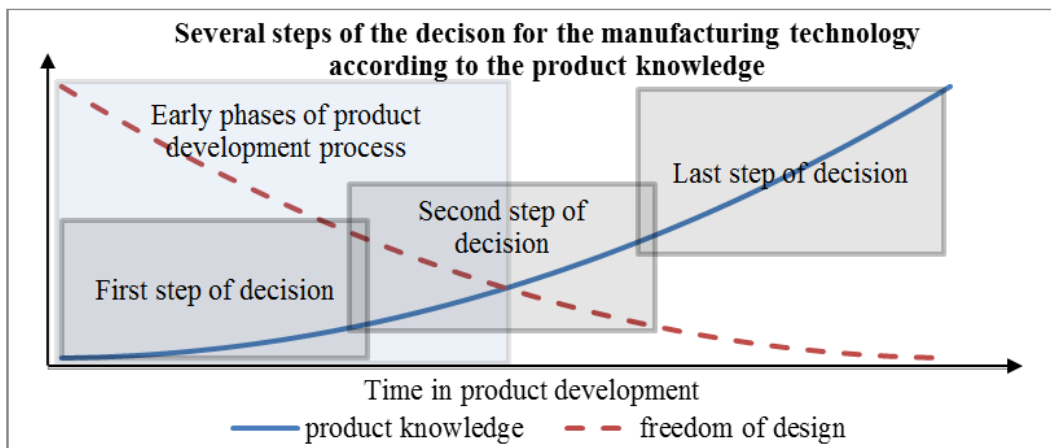 Several steps of the decison for the manufacturing technology
according to the product knowledge
Early phases of product
development process
Last step of decision
Second step of
decision
First step of decision
Time in product development
product knowledge
freedom of design